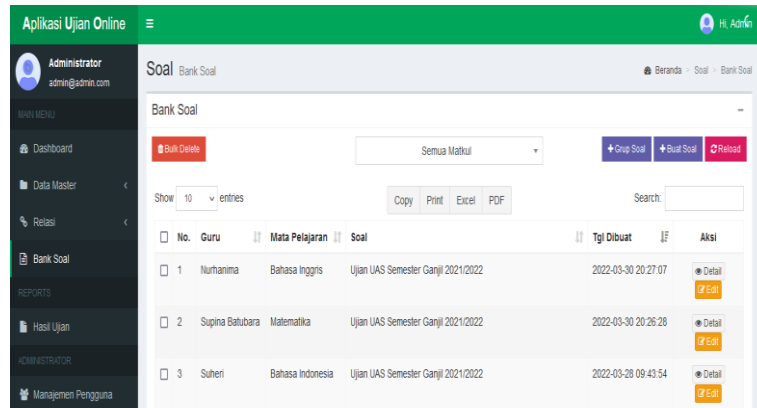 Aplikasi Ujian Online
Hi, Admin
Administrator
admin@admin.com
MAIN MENU
Dashboard
Data Master
Relasi
Bank Soal
REPORTS
Hasil Ujian
ADMINISTRATOR
Manajemen Pengguna
Soal Bank Soal
Beranda > Soal > Bank Soal
Bank Soal
Bulk Delete
Semua Matkul
+Grup Soal +Buat Soal Reload
Show 10 entries
Copy Print Excel PDF
Search:
No. Guru Mata Pelajaran Soal Tgl Dibuat Aksi
1 Nurhanima Bahasa Inggris Ujian UAS Semester Ganjil 2021/2022 2022-03-30 20:27:07 Detail
Edit
2 Supina Batubara Matematika Ujian UAS Semester Ganjil 2021/2022 2022-03-30 20:26:28 Detail
Edit
3 Suheri Bahasa Indonesia Ujian UAS Semester Ganjil 2021/2022 2022-03-28 09:43:54 Detail
Edit